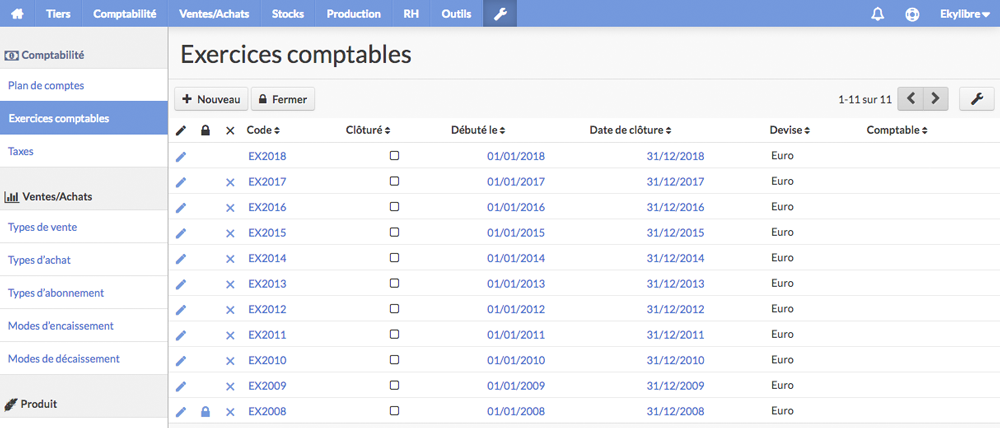 Tiers Comptabilité Ventes/Achats Stocks Production RH Outils Ekylibre
Comptabilité
Plan de comptes
Exercices comptables
Taxes
Ventes/Achats
Types de vente
Types d'achat
Types d'abonnement
Modes d'encaissement
Modes de décaissement
Produit
Exercices comptables
Nouveau Fermer 1-11 sur 11
Code Clôturé Débuté le Date de clôture Devise Comptable
EX2018 01/01/2018 31/12/2018 Euro
EX2017 01/01/2017 31/12/2017 Euro
EX2016 01/01/2016 31/12/2016 Euro
EX2015 01/01/2015 31/12/2015 Euro
EX2014 01/01/2014 31/12/2014 Euro
EX2013 01/01/2013 31/12/2013 Euro
EX2012 01/01/2012 31/12/2012 Euro
EX2011 01/01/2011 31/12/2011 Euro
EX2010 01/01/2010 31/12/2010 Euro
EX2009 01/01/2009 31/12/2009 Euro
EX2008 01/01/2008 31/12/2008 Euro